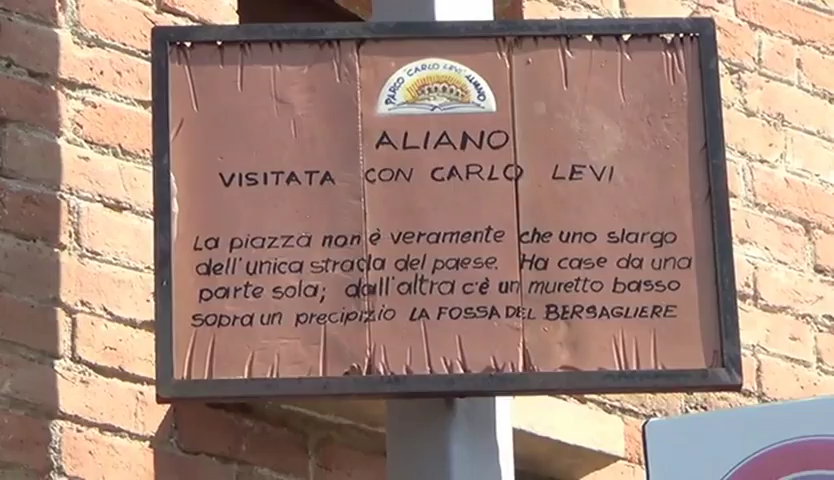 PARCO "CARLO LEVI" ALIANO
ALIANO
VISITATA CON CARLO LEVI
La piazza non è veramente che uno slargo
dell'unica strada del paese. Ha case da una
parte sola; dall'altra c'è un muretto basso
sopra un precipizio LA FOSSA DEL BERSAGLIERE